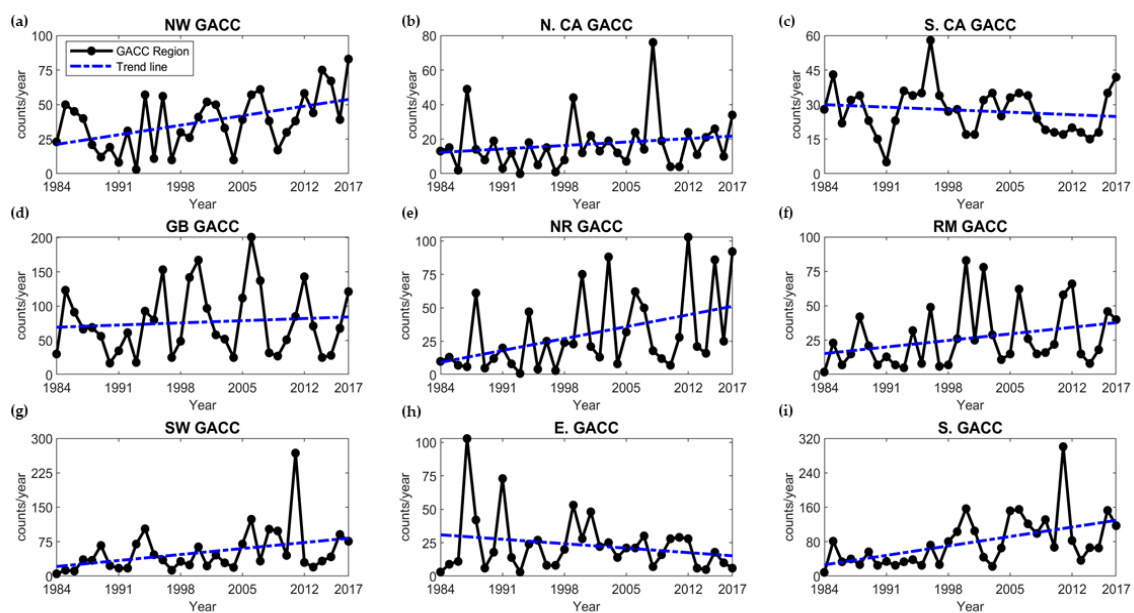 (a) NW GACC
100
75
50
25
0
counts/year
GACC Region
Trend line
1984 1991 1998 2005 2012 2017
Year
(b) N. CA GACC
80
60
40
20
0
counts/year
1984 1991 1998 2005 2012 2017
Year
(c) S. CA GACC
60
45
30
15
0
counts/year
1984 1991 1998 2005 2012 2017
Year
(d) GB GACC
200
150
100
50
0
counts/year
1984 1991 1998 2005 2012 2017
Year
(e) NR GACC
100
75
50
25
0
counts/year
1984 1991 1998 2005 2012 2017
Year
(f) RM GACC
100
75
50
25
0
counts/year
1984 1991 1998 2005 2012 2017
Year
(g) SW GACC
300
225
150
75
0
counts/year
1984 1991 1998 2005 2012 2017
Year
(h) E. GACC
100
75
50
25
0
counts/year
1984 1991 1998 2005 2012 2017
Year
(i) S. GACC
320
240
160
80
0
counts/year
1984 1991 1998 2005 2012 2017
Year